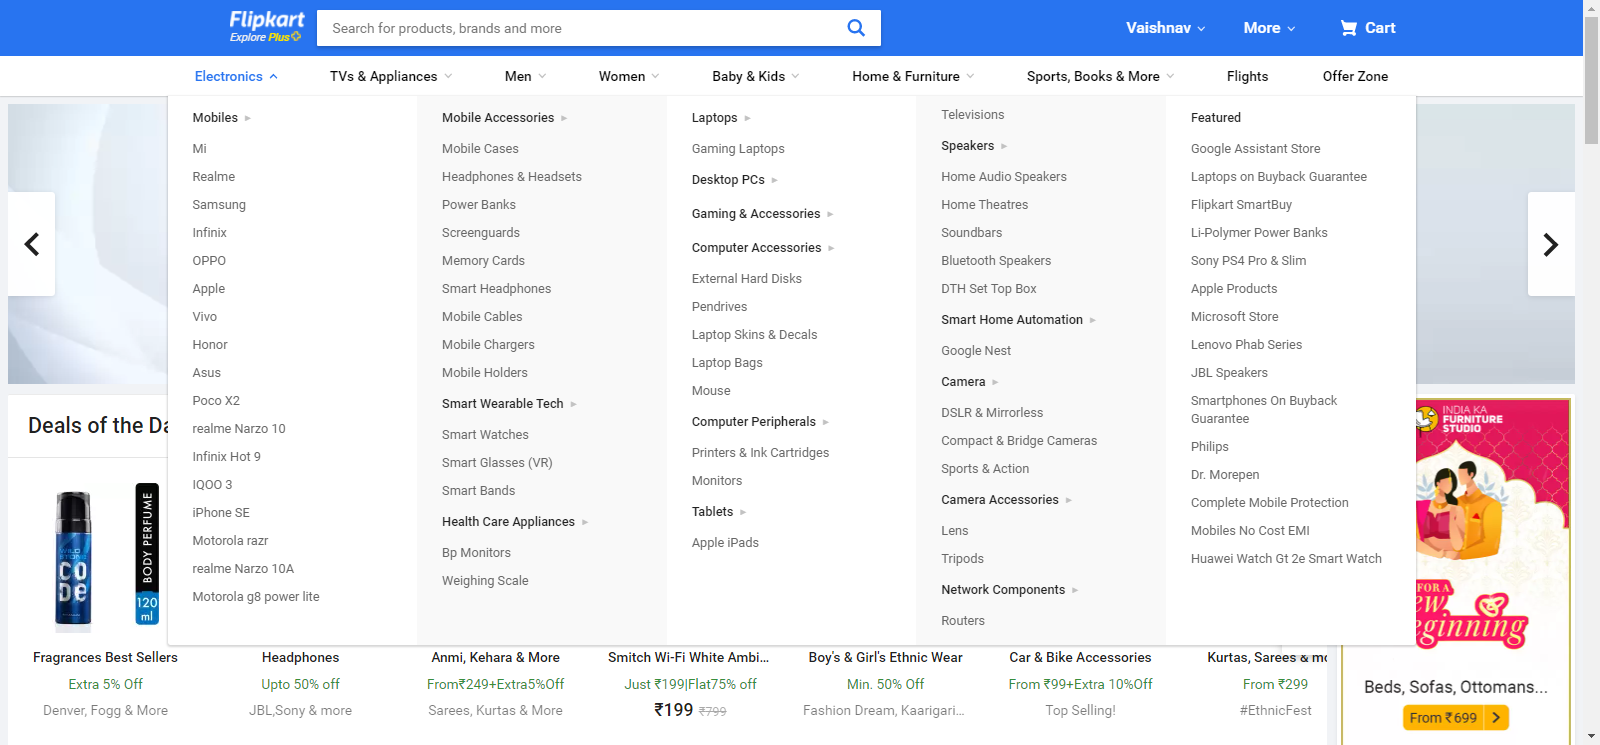 Flipkart
Explore Plus
Search for products, brands and more
Vaishnav
More
Cart
Electronics
TVs & Appliances
Men
Women
Baby & Kids
Home & Furniture
Sports, Books & More
Flights
Offer Zone
Mobiles
Mi
Realme
Samsung
Infinix
OPPO
Apple
Vivo
Honor
Asus
Poco X2
realme Narzo 10
Infinix Hot 9
IQOO 3
iPhone SE
Motorola razr
realme Narzo 10A
Motorola g8 power lite
Mobile Accessories
Mobile Cases
Headphones & Headsets
Power Banks
Screenguards
Memory Cards
Smart Headphones
Mobile Cables
Mobile Chargers
Mobile Holders
Smart Wearable Tech
Smart Watches
Smart Glasses (VR)
Smart Bands
Health Care Appliances
Bp Monitors
Weighing Scale
Laptops
Gaming Laptops
Desktop PCs
Gaming & Accessories
Computer Accessories
External Hard Disks
Pendrives
Laptop Skins & Decals
Laptop Bags
Mouse
Computer Peripherals
Printers & Ink Cartridges
Monitors
Tablets
Apple iPads
Televisions
Speakers
Home Audio Speakers
Home Theatres
Soundbars
Bluetooth Speakers
DTH Set Top Box
Smart Home Automation
Google Nest
Camera
DSLR & Mirrorless
Compact & Bridge Cameras
Sports & Action
Camera Accessories
Lens
Tripods
Network Components
Routers
Featured
Google Assistant Store
Laptops on Buyback Guarantee
Flipkart SmartBuy
Li-Polymer Power Banks
Sony PS4 Pro & Slim
Apple Products
Microsoft Store
Lenovo Phab Series
JBL Speakers
Smartphones On Buyback
Guarantee
Philips
Dr. Morepen
Complete Mobile Protection
Mobiles No Cost EMI
Huawei Watch Gt 2e Smart Watch
Deals of the Da
WILD
STONE
CO
De
BODY PERFUME
120
ml
Fragrances Best Sellers
Extra 5% Off
Denver, Fogg & More
Headphones
Upto 50% off
JBL,Sony & more
Anmi, Kehara & More
From₹249+Extra5%Off
Sarees, Kurtas & More
Smitch Wi-Fi White Ambi...
Just ₹199|Flat75% off
₹199 ₹799
Boy's & Girl's Ethnic Wear
Min. 50% Off
Fashion Dream, Kaarigari...
Car & Bike Accessories
From ₹99+Extra 10%Off
Top Selling!
Kurtas, Sarees & mo
From ₹299
#EthnicFest
INDIA KA
FURNITURE
STUDIO
FOR A
ew
eginning
Beds, Sofas, Ottomans...
From ₹699